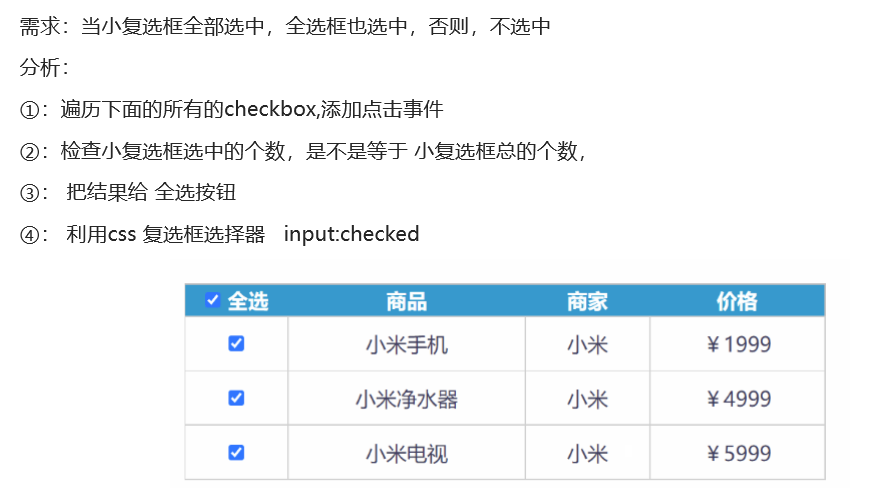 需求：当小复选框全部选中，全选框也选中，否则，不选中
分析：
①：遍历下面的所有的checkbox,添加点击事件
②：检查小复选框选中的个数，是不是等于 小复选框总的个数，
③： 把结果给 全选按钮
④： 利用css 复选框选择器 input:checked
全选 商品 商家 价格
小米手机 小米 ￥1999
小米净水器 小米 ￥4999
小米电视 小米 ￥5999